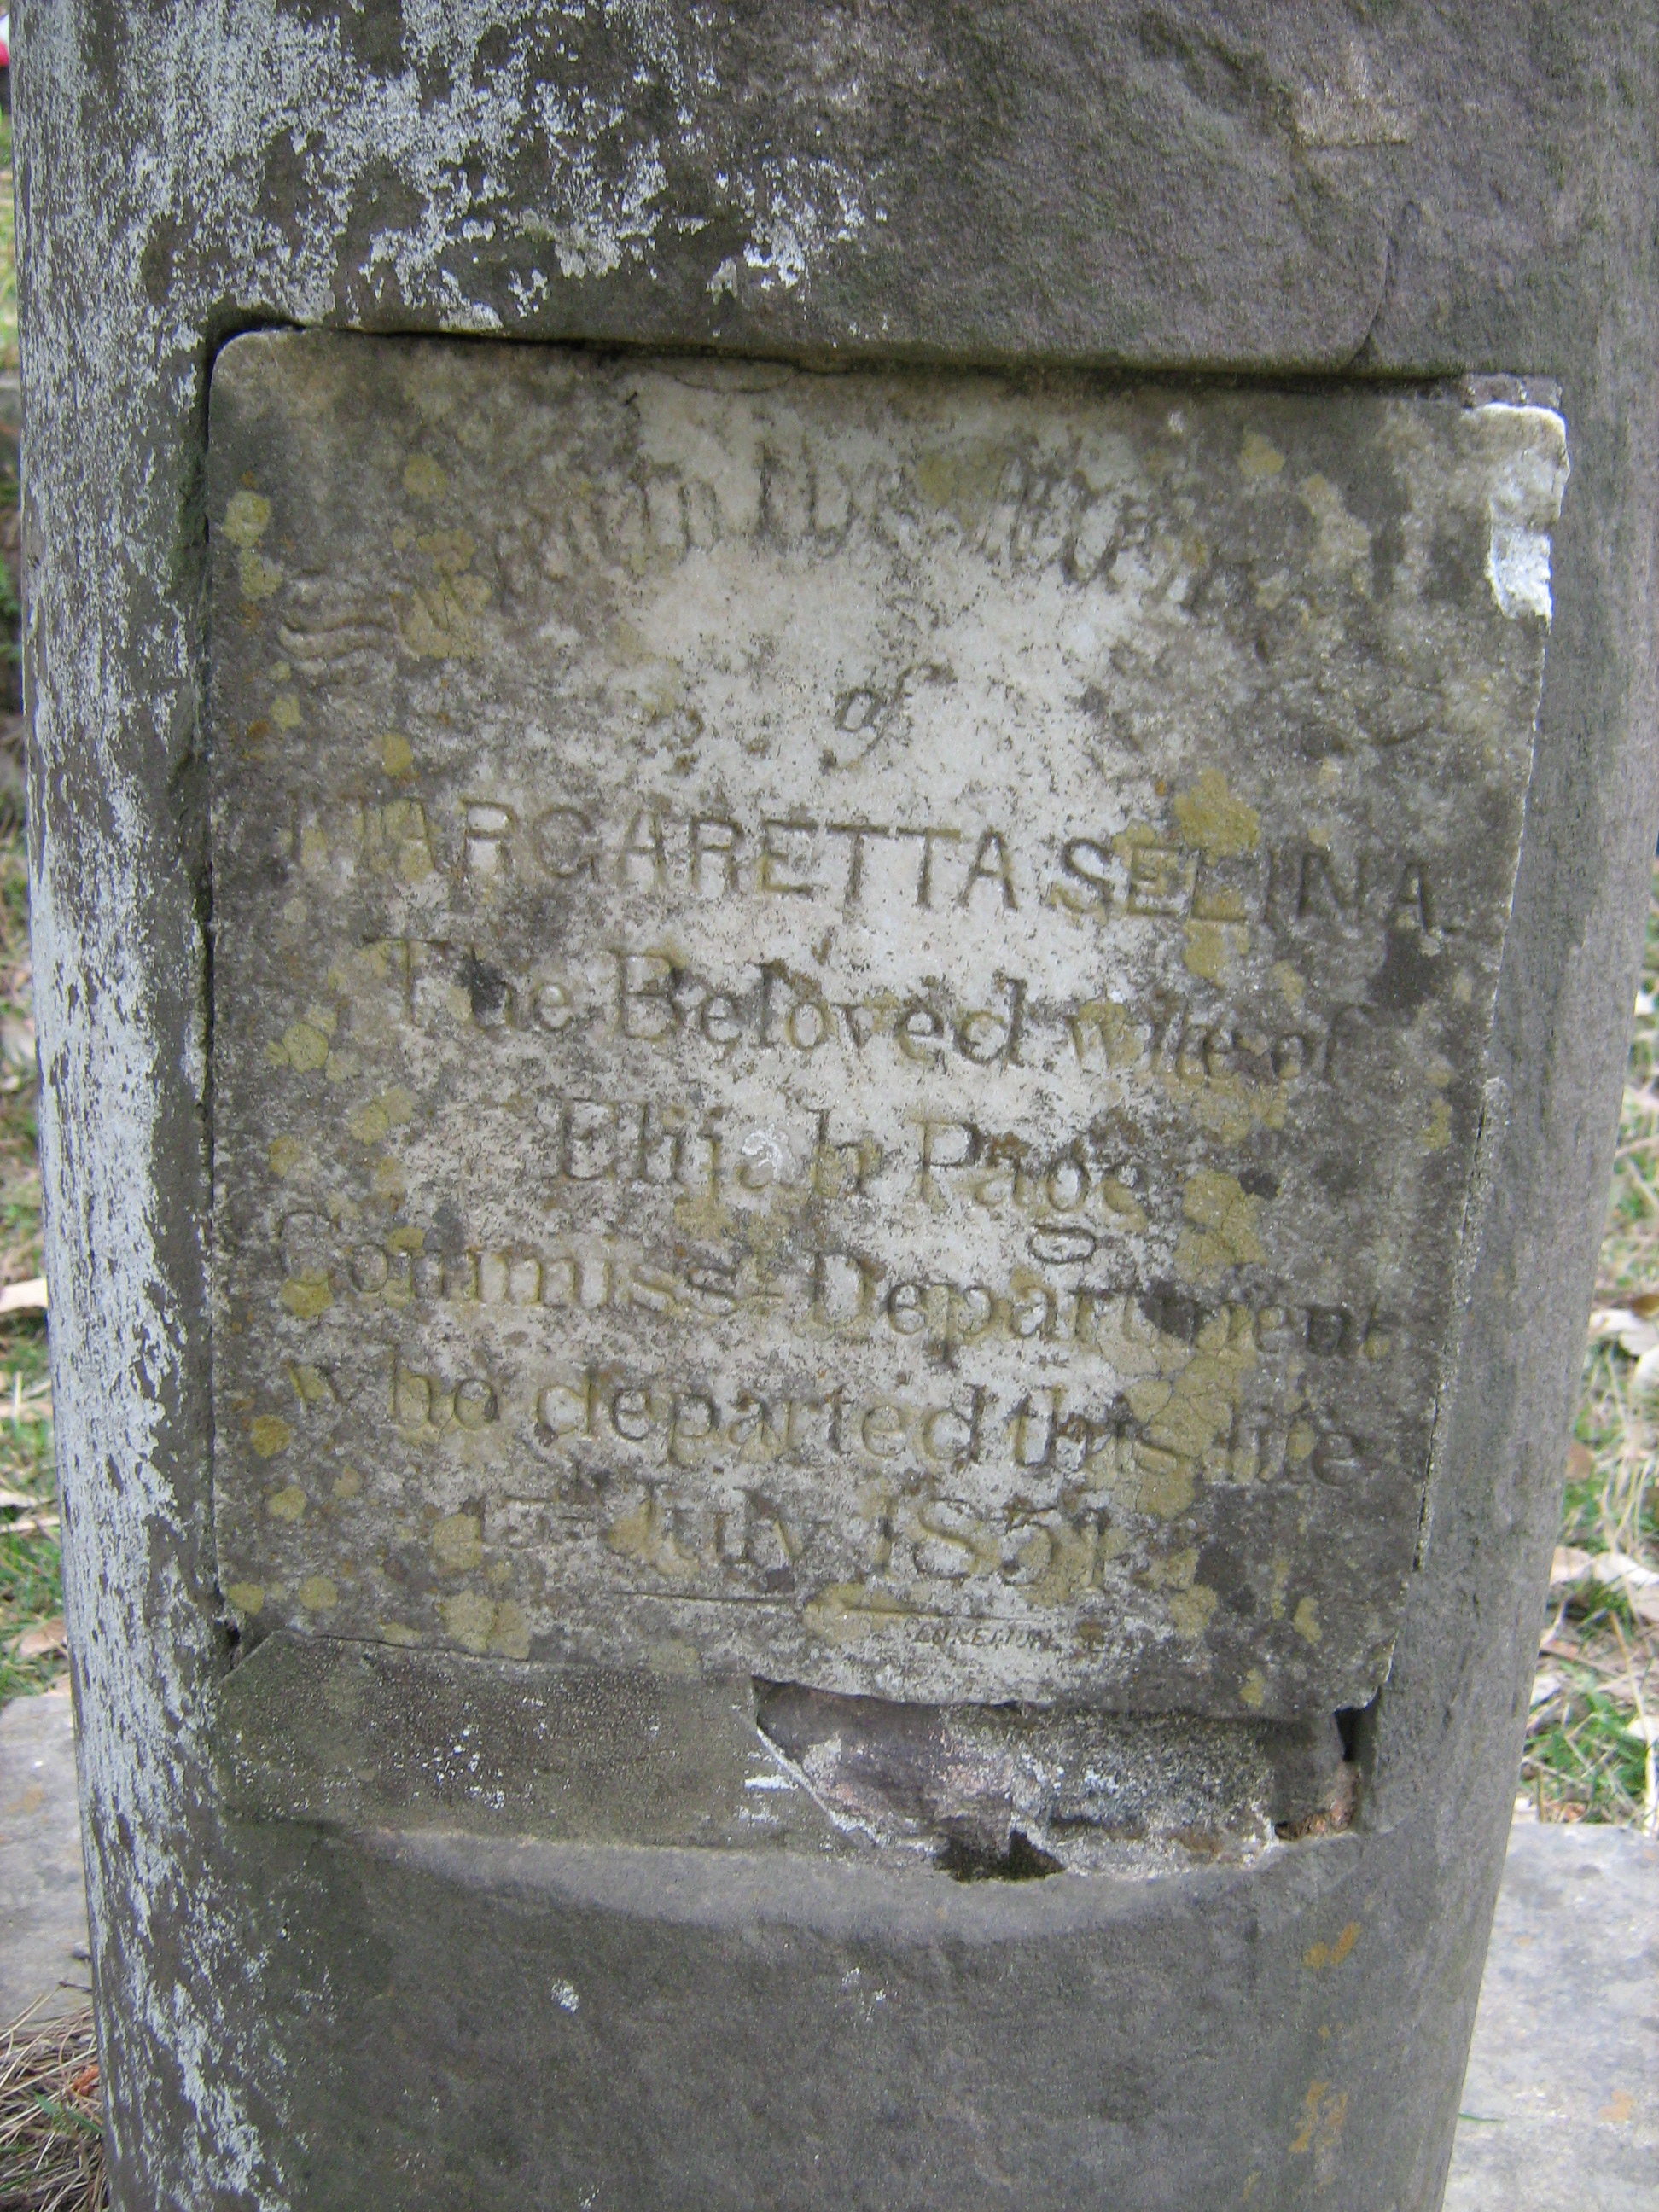 of
MARGARETTA SELINA
The Beloved wife of
Elijah Page
Commiss= Department
who departed this life
July 1851